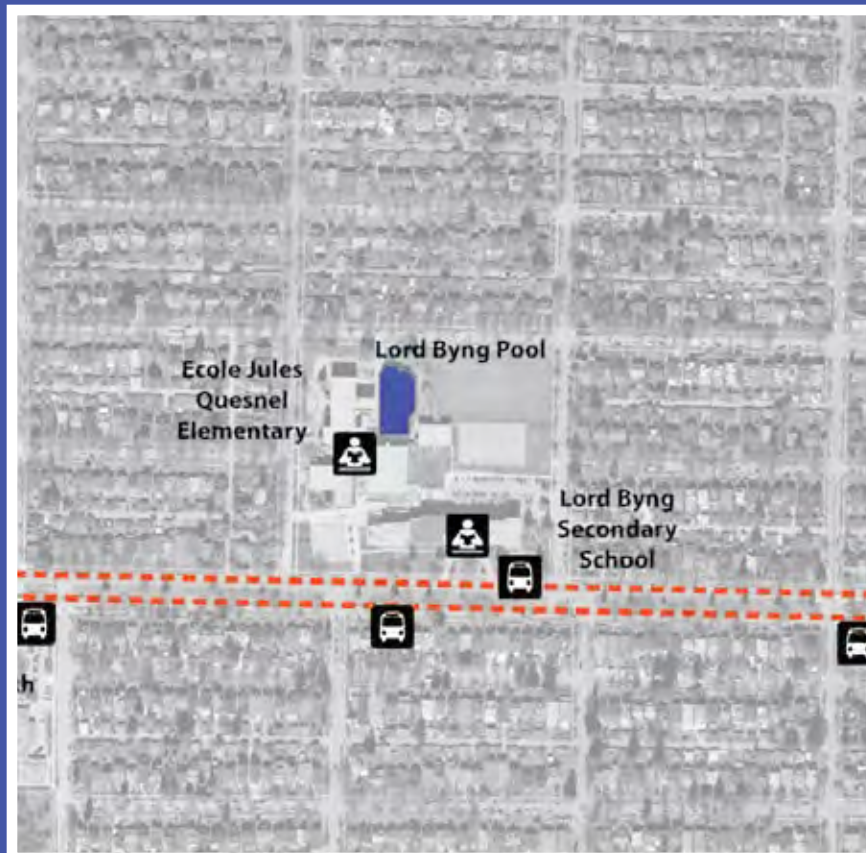 Lord Byng Pool
Ecole Jules
Quesnel
Elementary
Lord Byng
Secondary
School